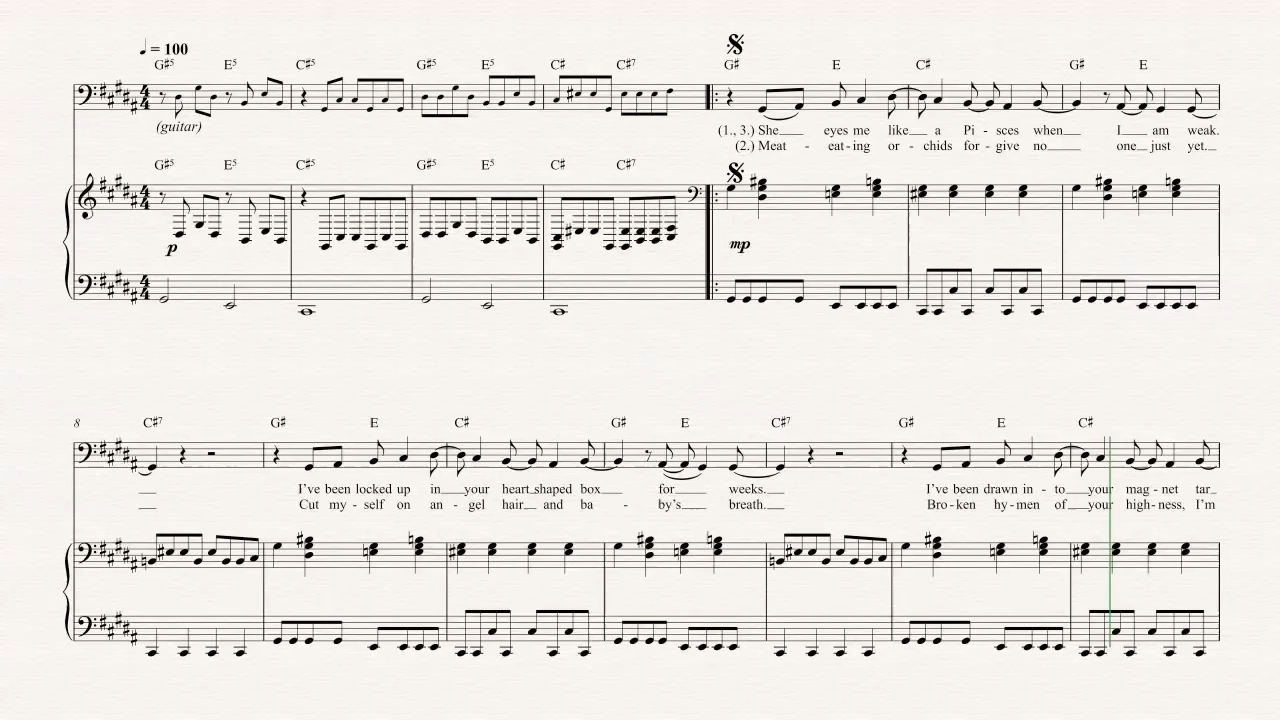 ♩ = 100
G♯5 E5 C♯5 G♯5 E5 C♯ C♯7 G♯ E C♯ G♯ E
(guitar)
(1., 3.) She eyes me like a Pi - sces when I am weak.
(2.) Meat - eat - ing or - chids for - give no one just yet.
G♯5 E5 C♯5 G♯5 E5 C♯ C♯7
4 4
p mp
8
C♯7 G♯ E C♯ G♯ E C♯7 G♯ E C♯
I've been locked up in your heart shaped box for weeks. I've been drawn in - to your mag - net tar
Cut my - self on an - gel hair and ba - by's breath. Bro - ken hy - men of your high - ness, I'm